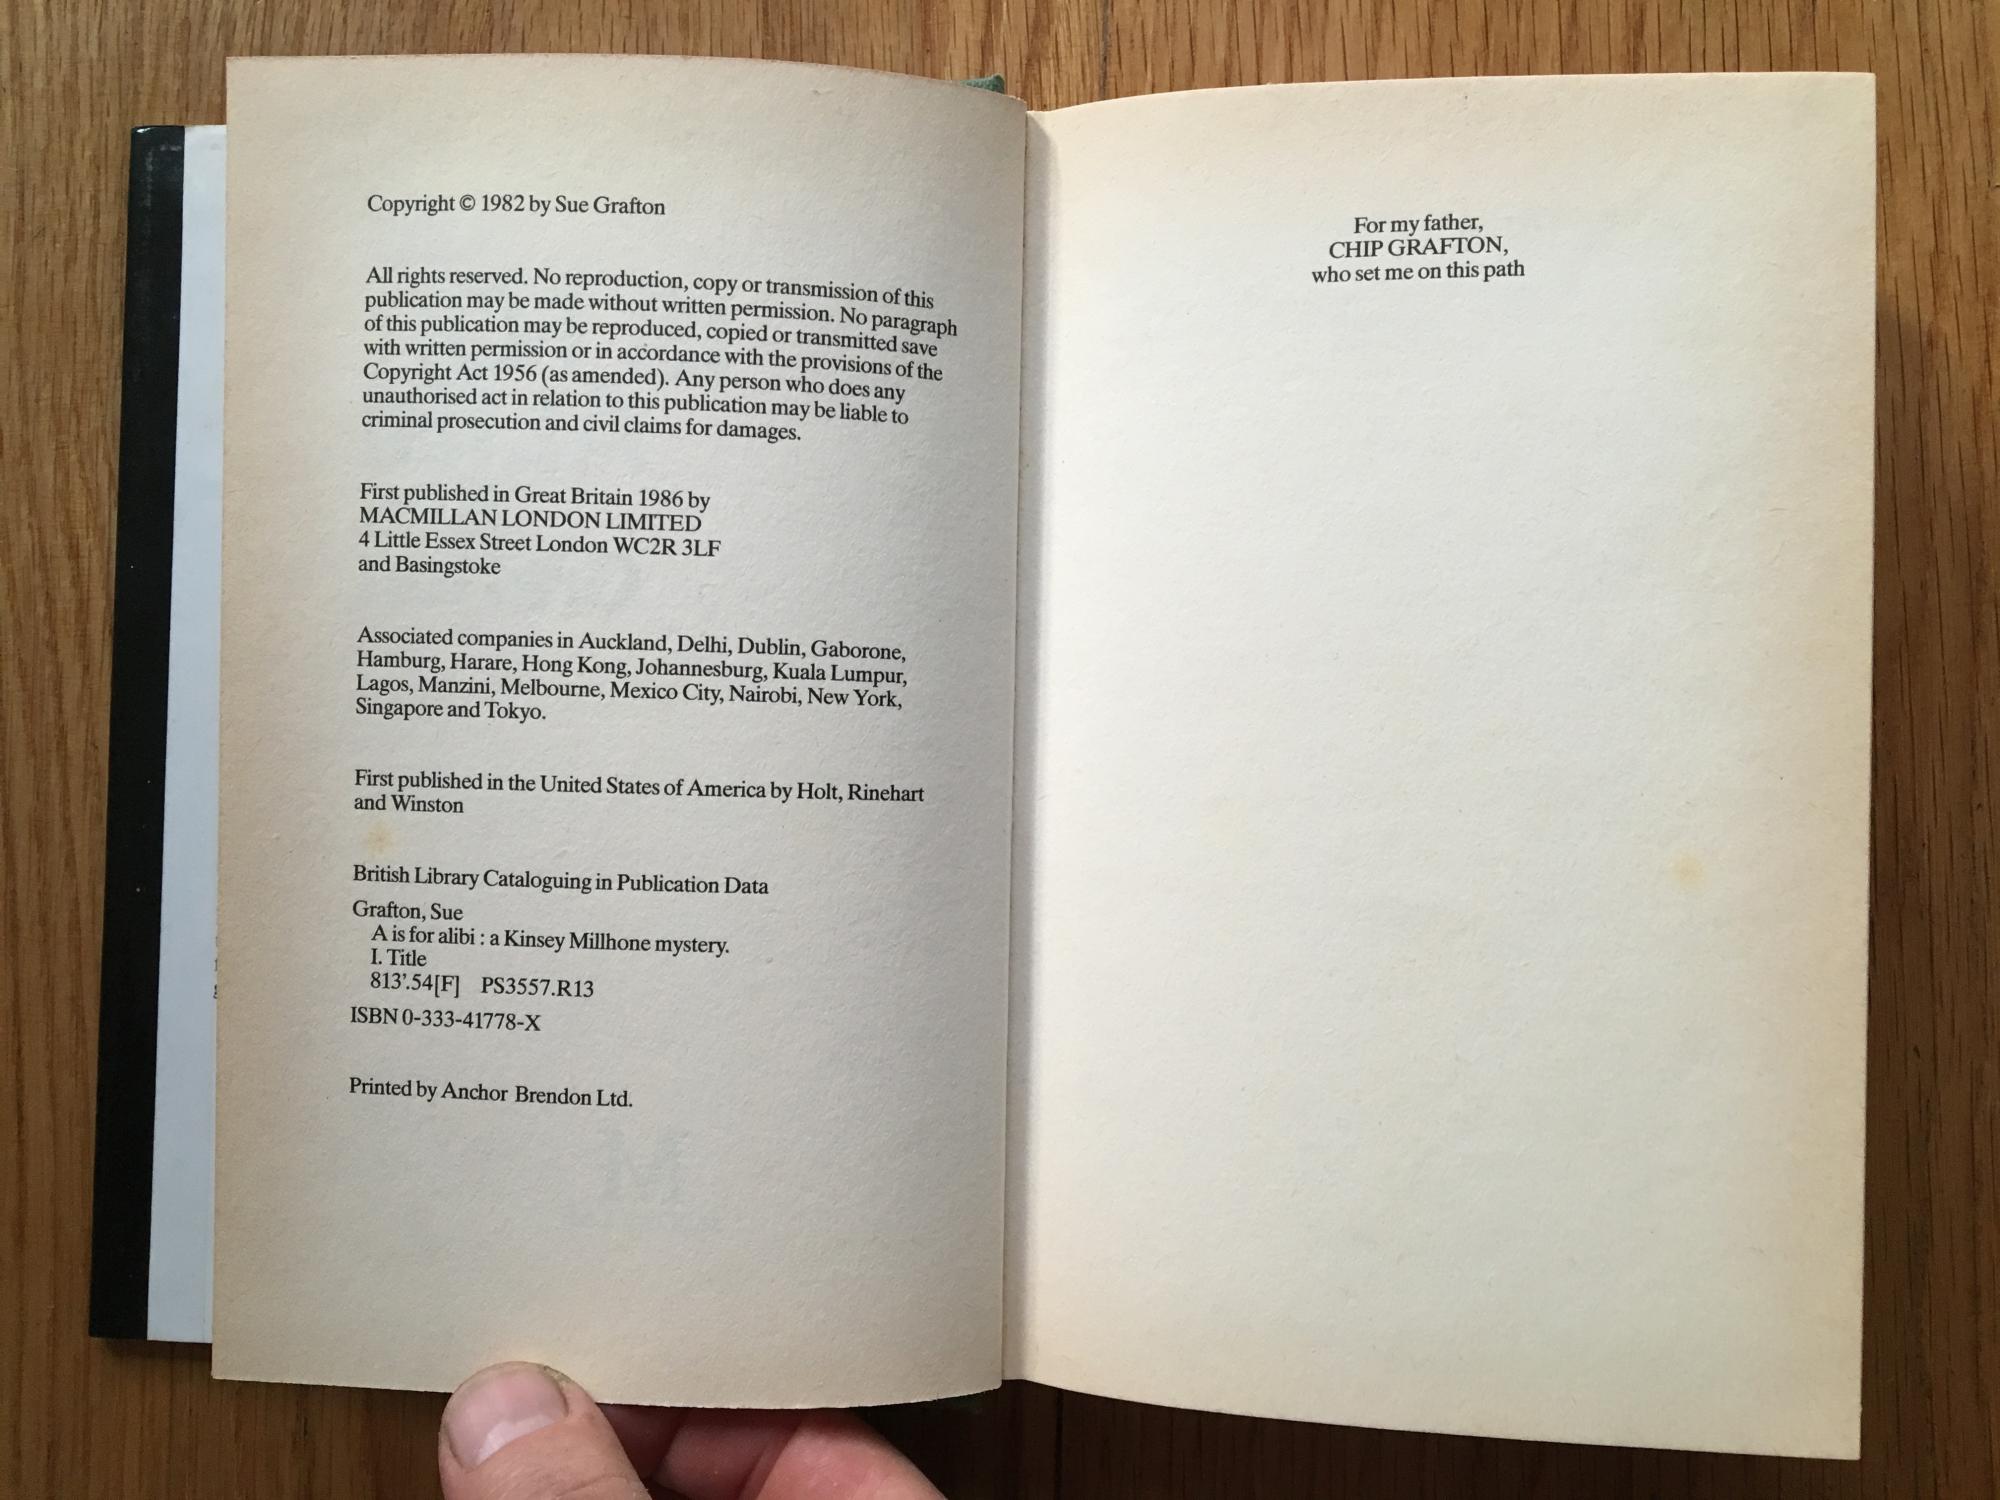 Copyright © 1982 by Sue Grafton
All rights reserved. No reproduction, copy or transmission of this
publication may be made without written permission. No paragraph
of this publication may be reproduced, copied or transmitted save
with written permission or in accordance with the provisions of the
Copyright Act 1956 (as amended). Any person who does any
unauthorised act in relation to this publication may be liable to
criminal prosecution and civil claims for damages.
First published in Great Britain 1986 by
MACMILLAN LONDON LIMITED
4 Little Essex Street London WC2R 3LF
and Basingstoke
Associated companies in Auckland, Delhi, Dublin, Gaborone,
Hamburg, Harare, Hong Kong, Johannesburg, Kuala Lumpur,
Lagos, Manzini, Melbourne, Mexico City, Nairobi, New York,
Singapore and Tokyo.
First published in the United States of America by Holt, Rinehart
and Winston
British Library Cataloguing in Publication Data
Grafton, Sue
A is for alibi : a Kinsey Millhone mystery.
I. Title
813'.54[F] PS3557.R13
ISBN 0-333-41778-X
Printed by Anchor Brendon Ltd.
For my father,
CHIP GRAFTON,
who set me on this path